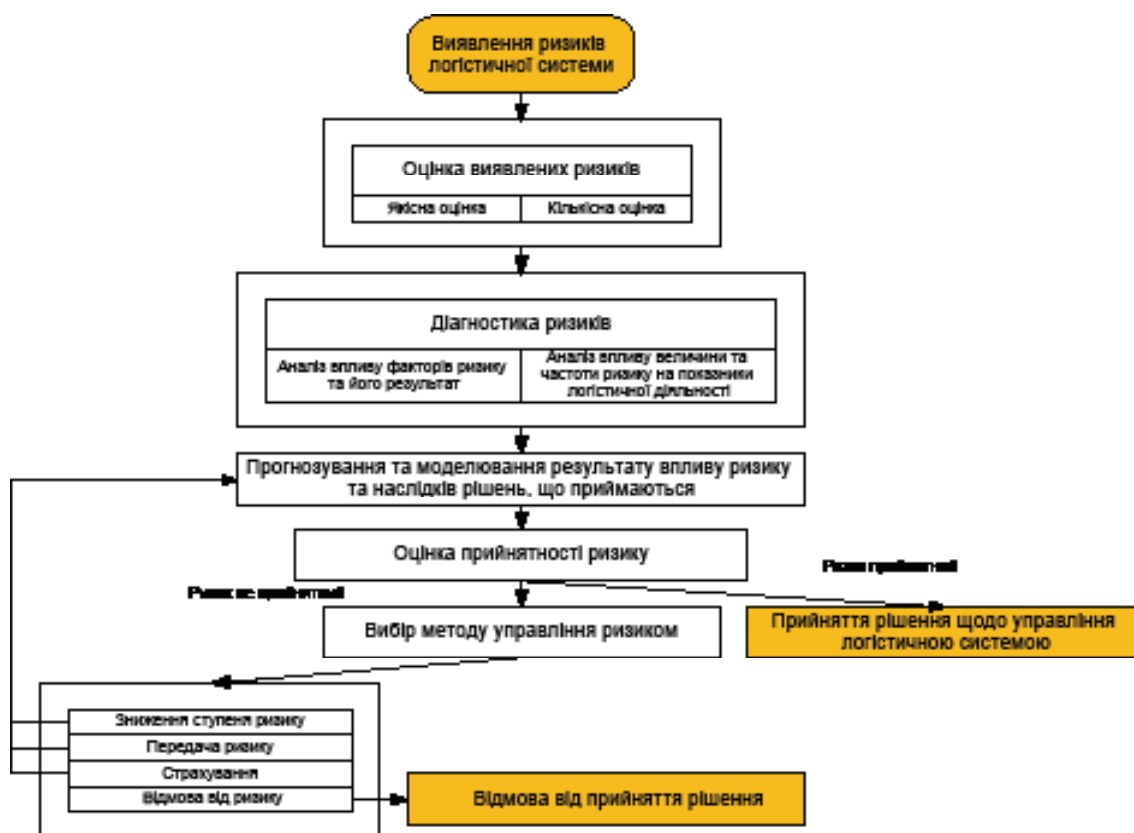 Виявлення ризиків
логістичної системи
Оцінка виявлених ризиків
Якісна оцінка
Кількісна оцінка
Діагностика ризиків
Аналіз впливу факторів ризику
та його результат
Аналіз впливу величини та
частоти ризику на показники
логістичної діяльності
Прогнозування та моделювання результату впливу ризику
та наслідків рішень, що приймаються
Оцінка прийнятності ризику
Ризик прийнятний
Ризик не прийнятний
Вибір методу управління ризиком
Прийняття рішення щодо управління
логістичною системою
Зниження ступеня ризику
Передача ризику
Страхування
Відмова від ризику
Відмова від прийняття рішення